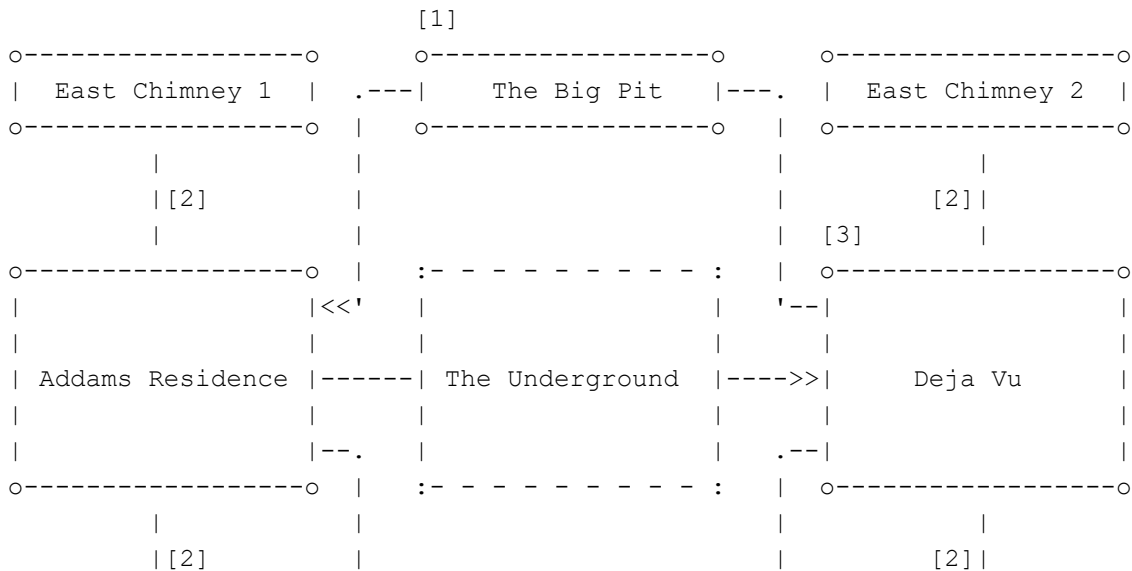 [1]
East Chimney 1 The Big Pit East Chimney 2
[2] [2]
[3]
Addams Residence The Underground Deja Vu
[2] [2]